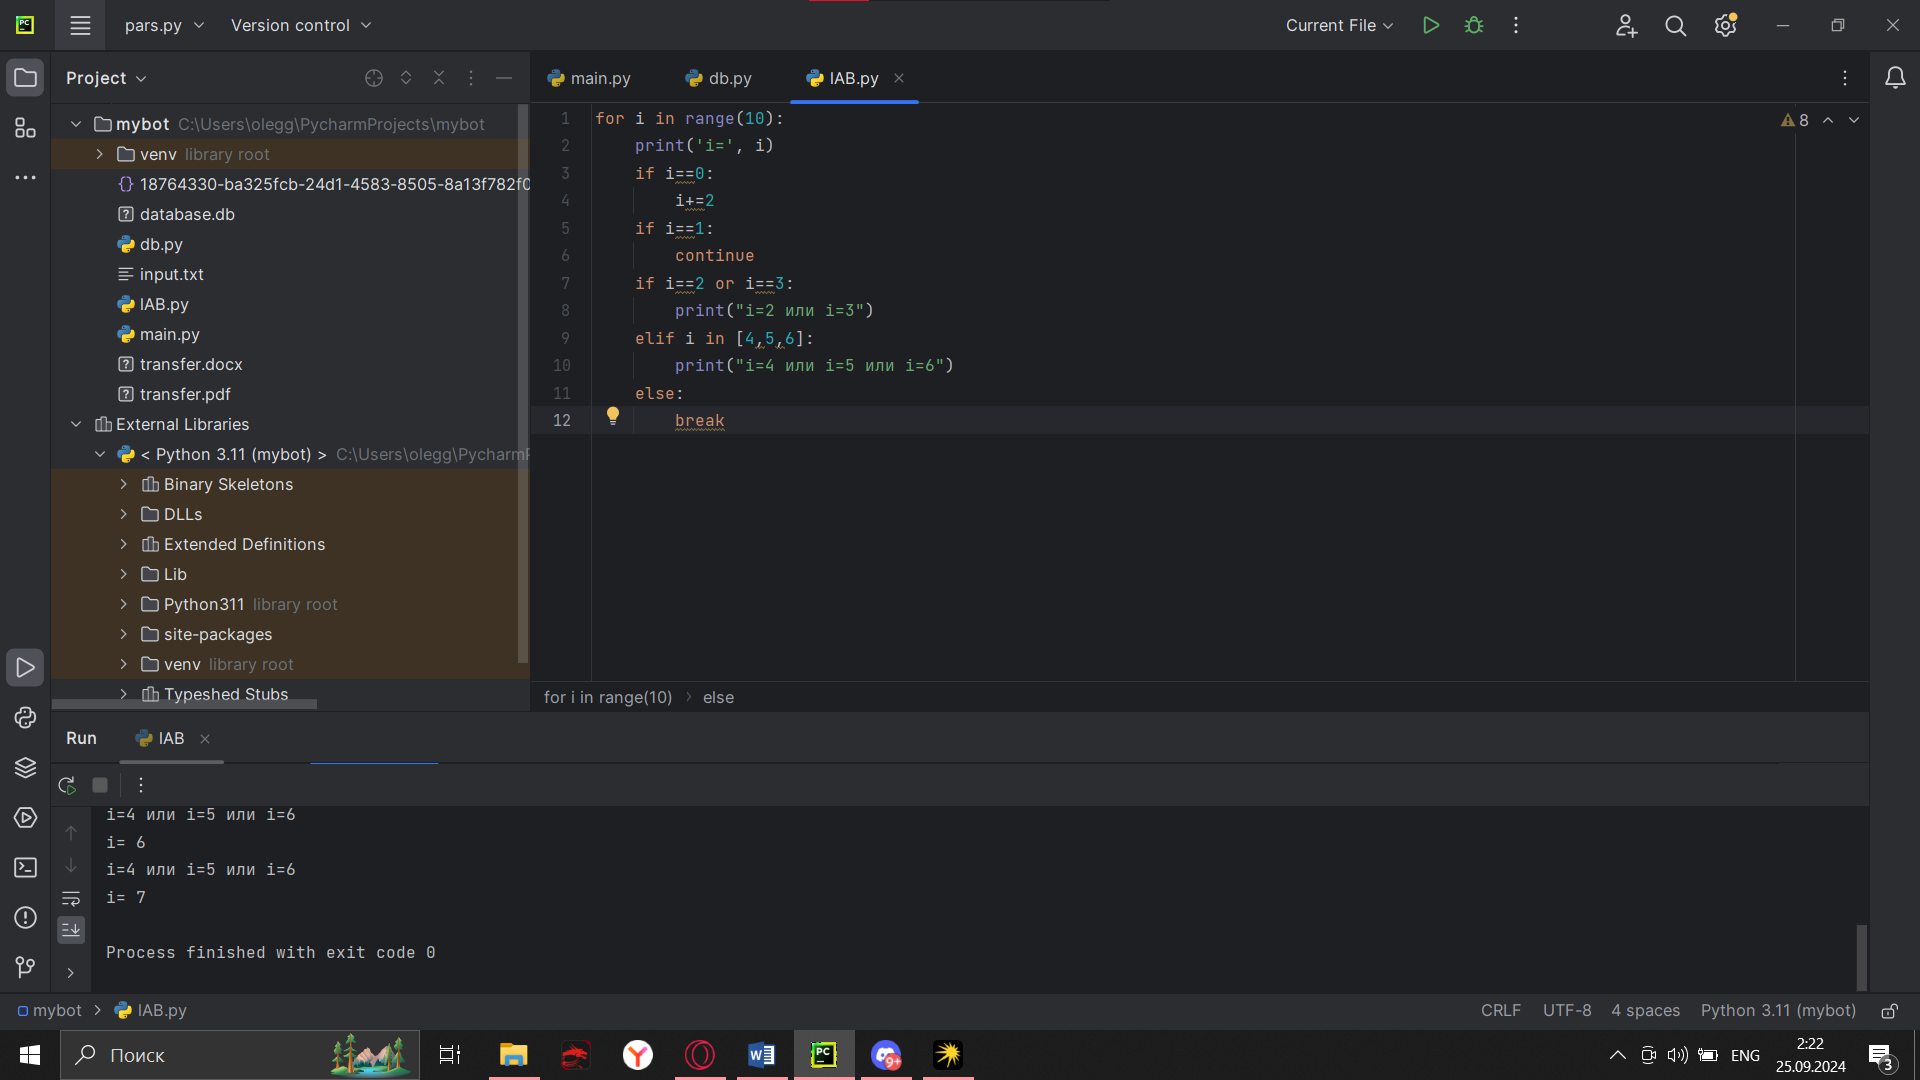 pars.py
Version control
Current File
Project
main.py
db.py
IAB.py
mybot C:\Users\olegg\PycharmProjects\mybot
venv library root
18764330-ba325fcb-24d1-4583-8505-8a13f782f0
database.db
db.py
input.txt
IAB.py
main.py
transfer.docx
transfer.pdf
External Libraries
< Python 3.11 (mybot) > C:\Users\olegg\PycharmP
Binary Skeletons
DLLs
Extended Definitions
Lib
Python311 library root
site-packages
venv library root
Typeshed Stubs
8
1 for i in range(10):
2     print('i=', i)
3     if i==0:
4         i+=2
5     if i==1:
6         continue
7     if i==2 or i==3:
8         print("i=2 или i=3")
9     elif i in [4,5,6]:
10         print("i=4 или i=5 или i=6")
11     else:
12         break
for i in range(10) > else
Run
IAB
i=4 или i=5 или i=6
i= 6
i=4 или i=5 или i=6
i= 7
Process finished with exit code 0
mybot > IAB.py
CRLF UTF-8 4 spaces Python 3.11 (mybot)
Поиск
9+
ENG
2:22
25.09.2024
3